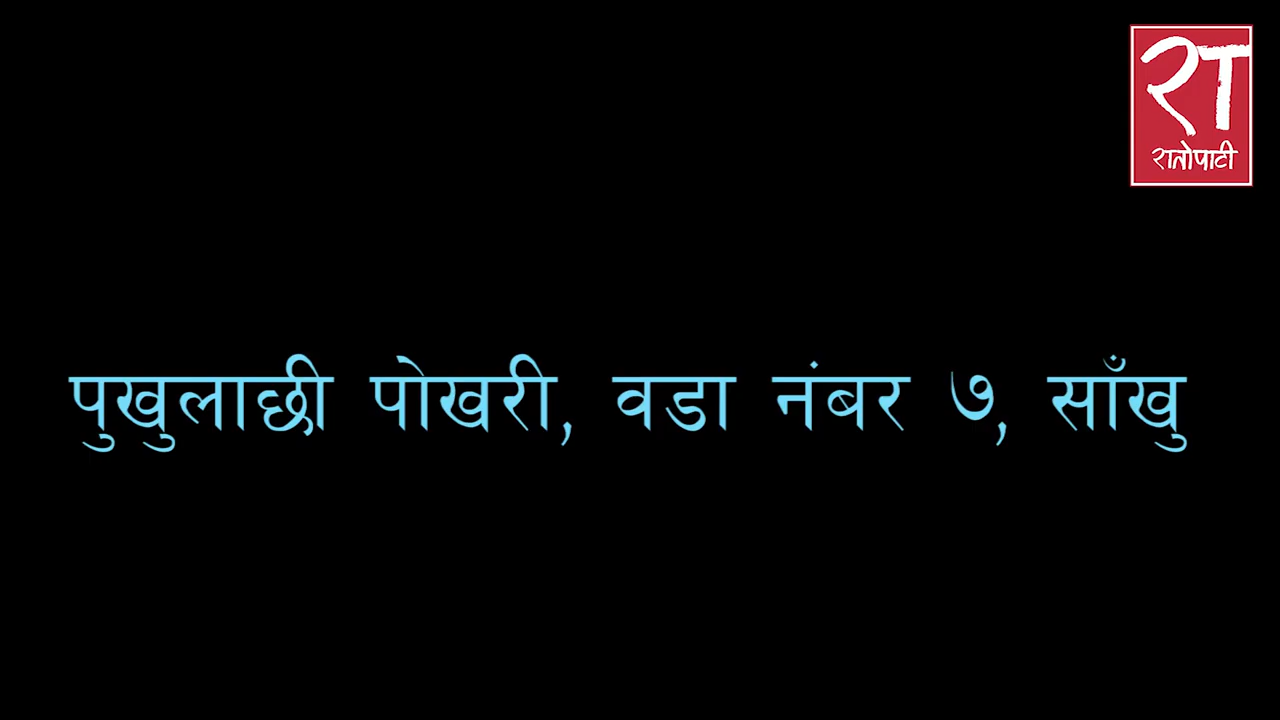 रा
रातोपाटी
पुखुलाछी पोखरी, वडा नंबर ७, साँखु